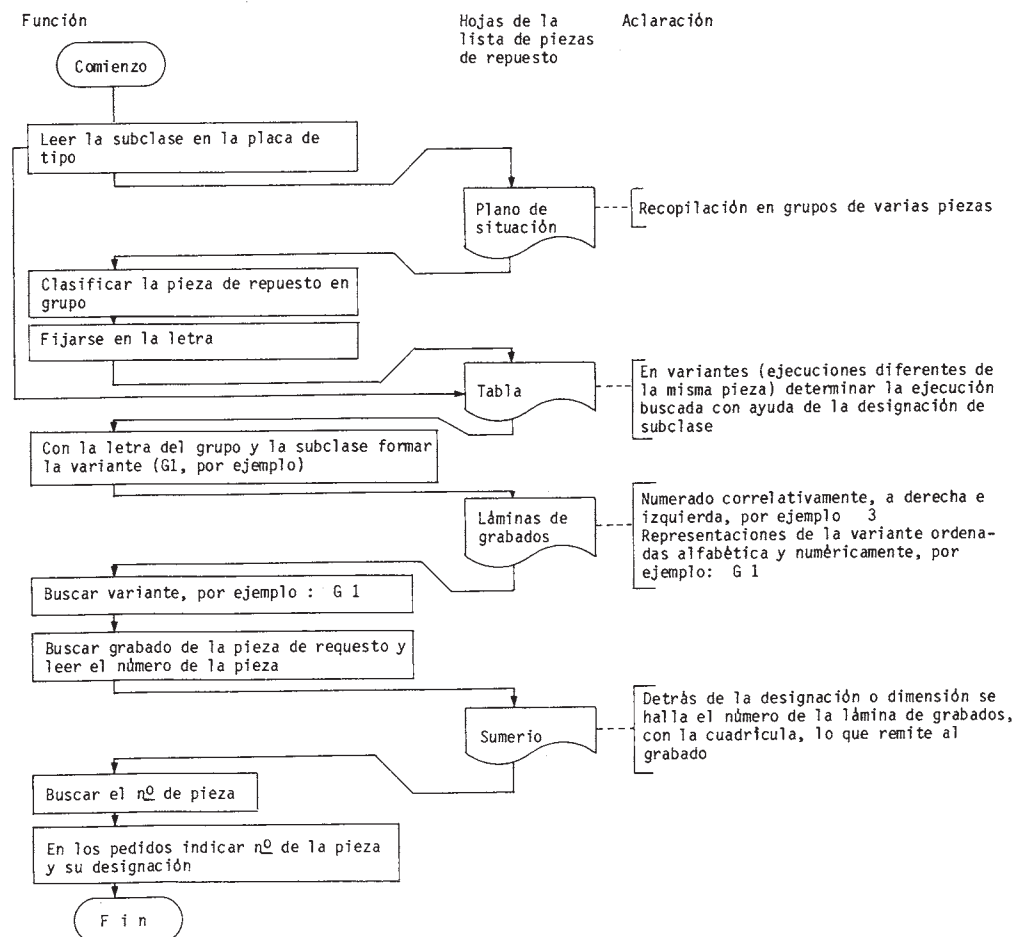 Función
Hojas de la
lista de piezas
de repuesto
Aclaración
Comienzo
Leer la subclase en la placa de
tipo
Plano de
situación
Recopilación en grupos de varias piezas
Clasificar la pieza de repuesto en
grupo
Fijarse en la letra
Tabla
En variantes (ejecuciones diferentes de
la misma pieza) determinar la ejecución
buscada con ayuda de la designación de
subclase
Con la letra del grupo y la subclase formar
la variante (G1, por ejemplo)
Láminas de
grabados
Numerado correlativamente, a derecha e
izquierda, por ejemplo 3
Representaciones de la variante ordena-
das alfabética y numéricamente, por
ejemplo: G 1
Buscar variante, por ejemplo : G 1
Buscar grabado de la pieza de requesto y
leer el número de la pieza
Sumerio
Detrás de la designación o dimensión se
halla el número de la lámina de grabados,
con la cuadrícula, lo que remite al
grabado
Buscar el nº de pieza
En los pedidos indicar nº de la pieza
y su designación
F i n